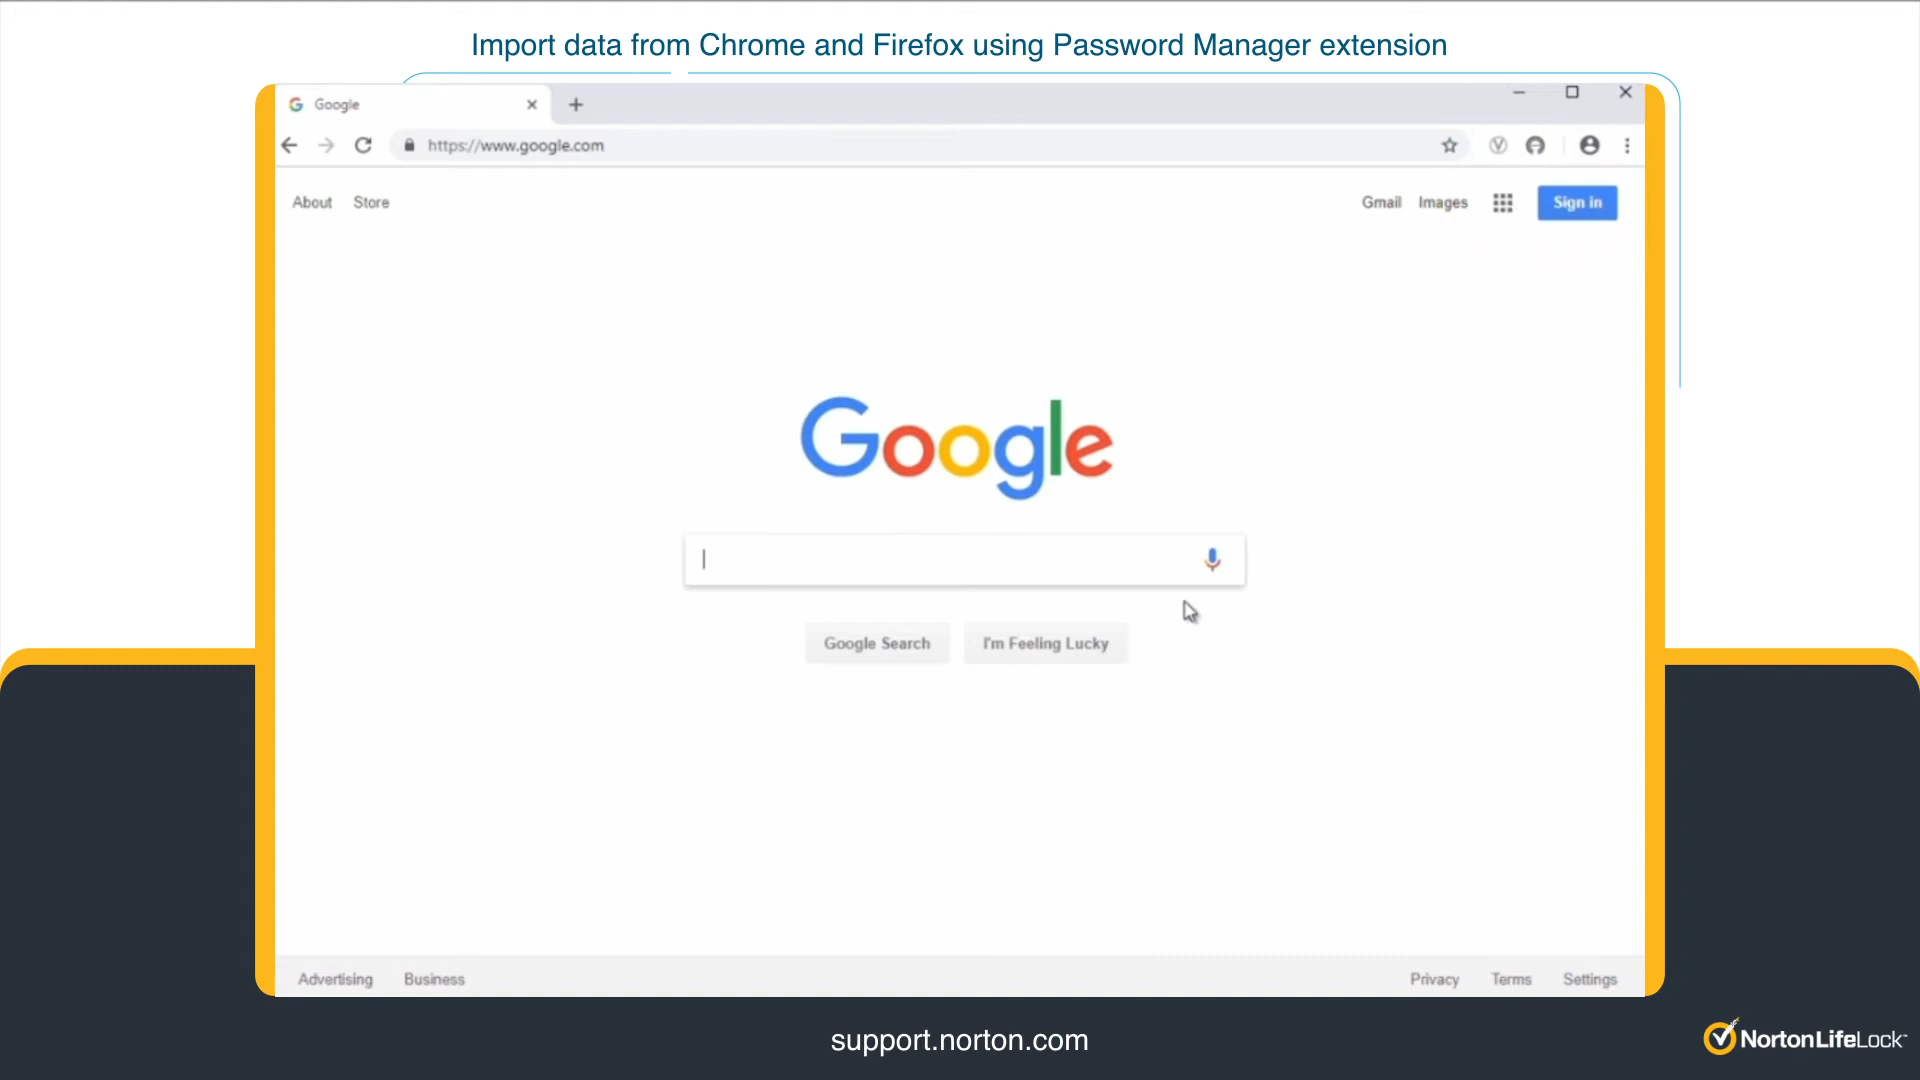 Import data from Chrome and Firefox using Password Manager extension
Google
https://www.google.com
About Store Gmail Images Sign in
Google
Google Search I'm Feeling Lucky
Advertising Business Privacy Terms Settings
support.norton.com
NortonLifeLock™